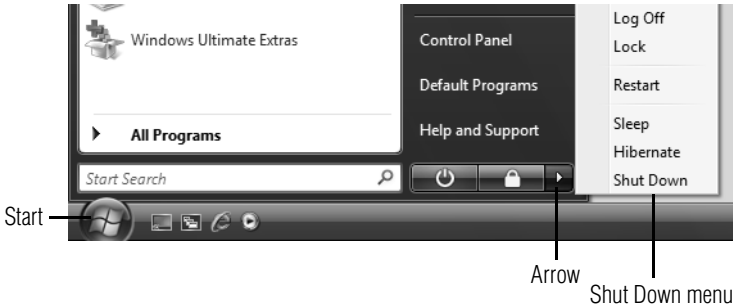 Windows Ultimate Extras
All Programs
Start Search
Control Panel
Default Programs
Help and Support
Log Off
Lock
Restart
Sleep
Hibernate
Shut Down
Start
Arrow
Shut Down menu